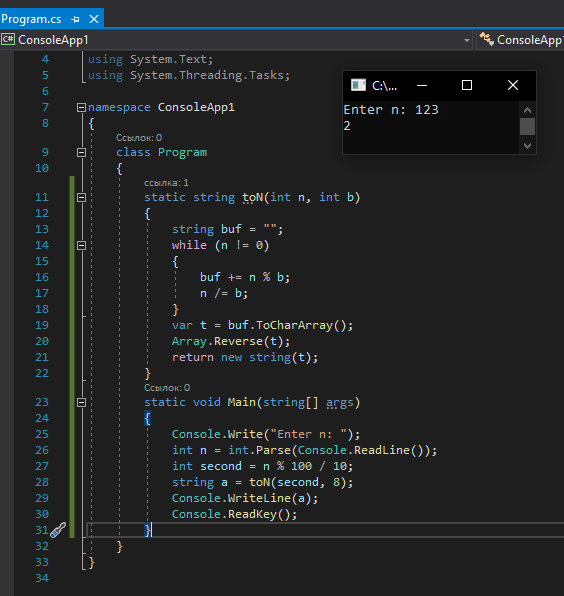 Program.cs
C# ConsoleApp1
ConsoleApp
4 using System.Text;
5 using System.Threading.Tasks;
6
7 namespace ConsoleApp1
8 {
Ссылок: 0
9 class Program
10 {
ссылка: 1
11 static string toN(int n, int b)
12 {
13 string buf = "";
14 while (n != 0)
15 {
16 buf += n % b;
17 n /= b;
18 }
19 var t = buf.ToCharArray();
20 Array.Reverse(t);
21 return new string(t);
22 }
Ссылок: 0
23 static void Main(string[] args)
24 {
25 Console.Write("Enter n: ");
26 int n = int.Parse(Console.ReadLine());
27 int second = n % 100 / 10;
28 string a = toN(second, 8);
29 Console.WriteLine(a);
30 Console.ReadKey();
31 }
32 }
33 }
34
C:\...
Enter n: 123
2